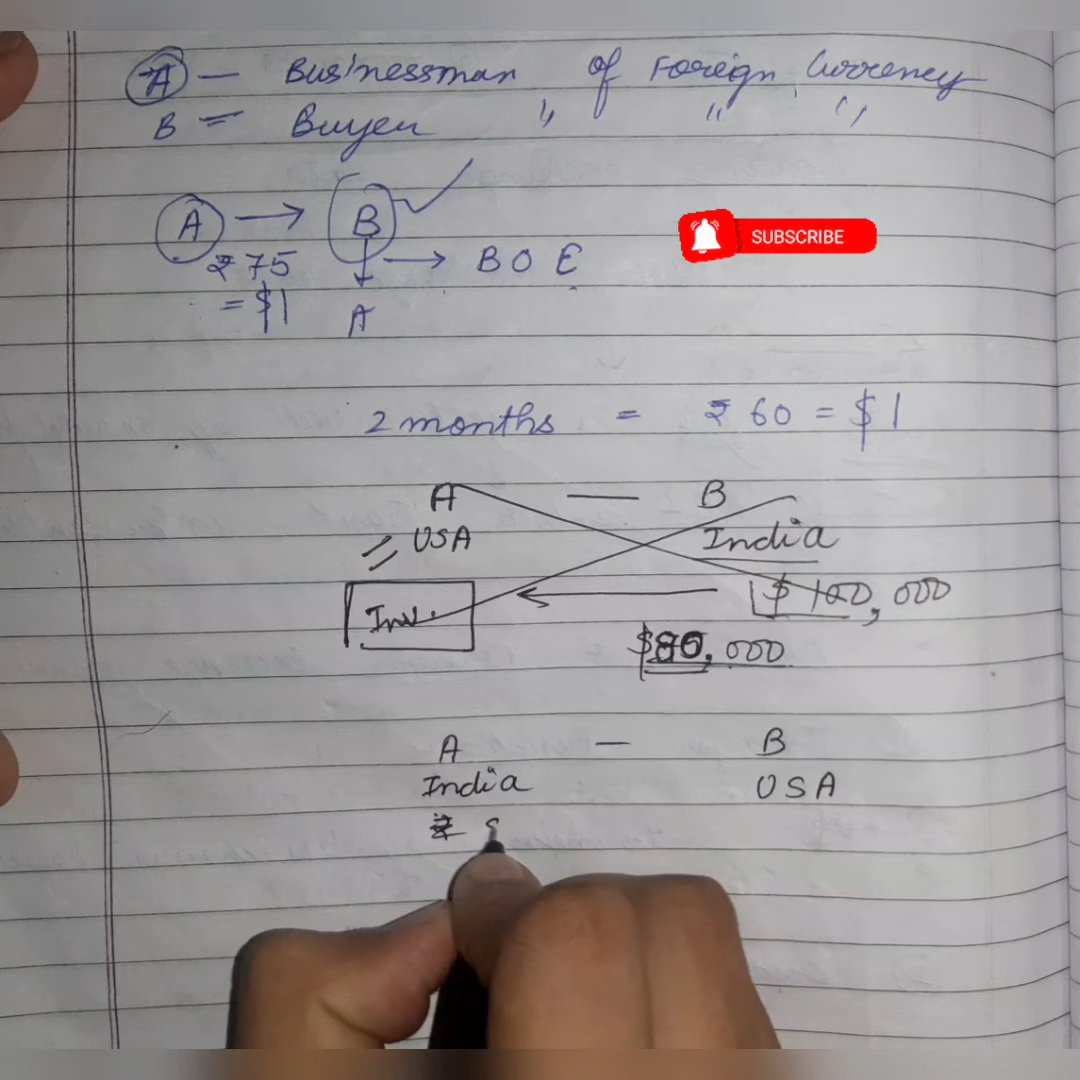 A — Businessman of Foreign Currency
B = Buyer " " "
A → B ✓
SUBSCRIBE
₹75 → B O E
= $1 A
2 months = ₹ 60 = $ 1
A — B
USA India
Inv. $ 100,000
$80,000
A — B
India USA
₹